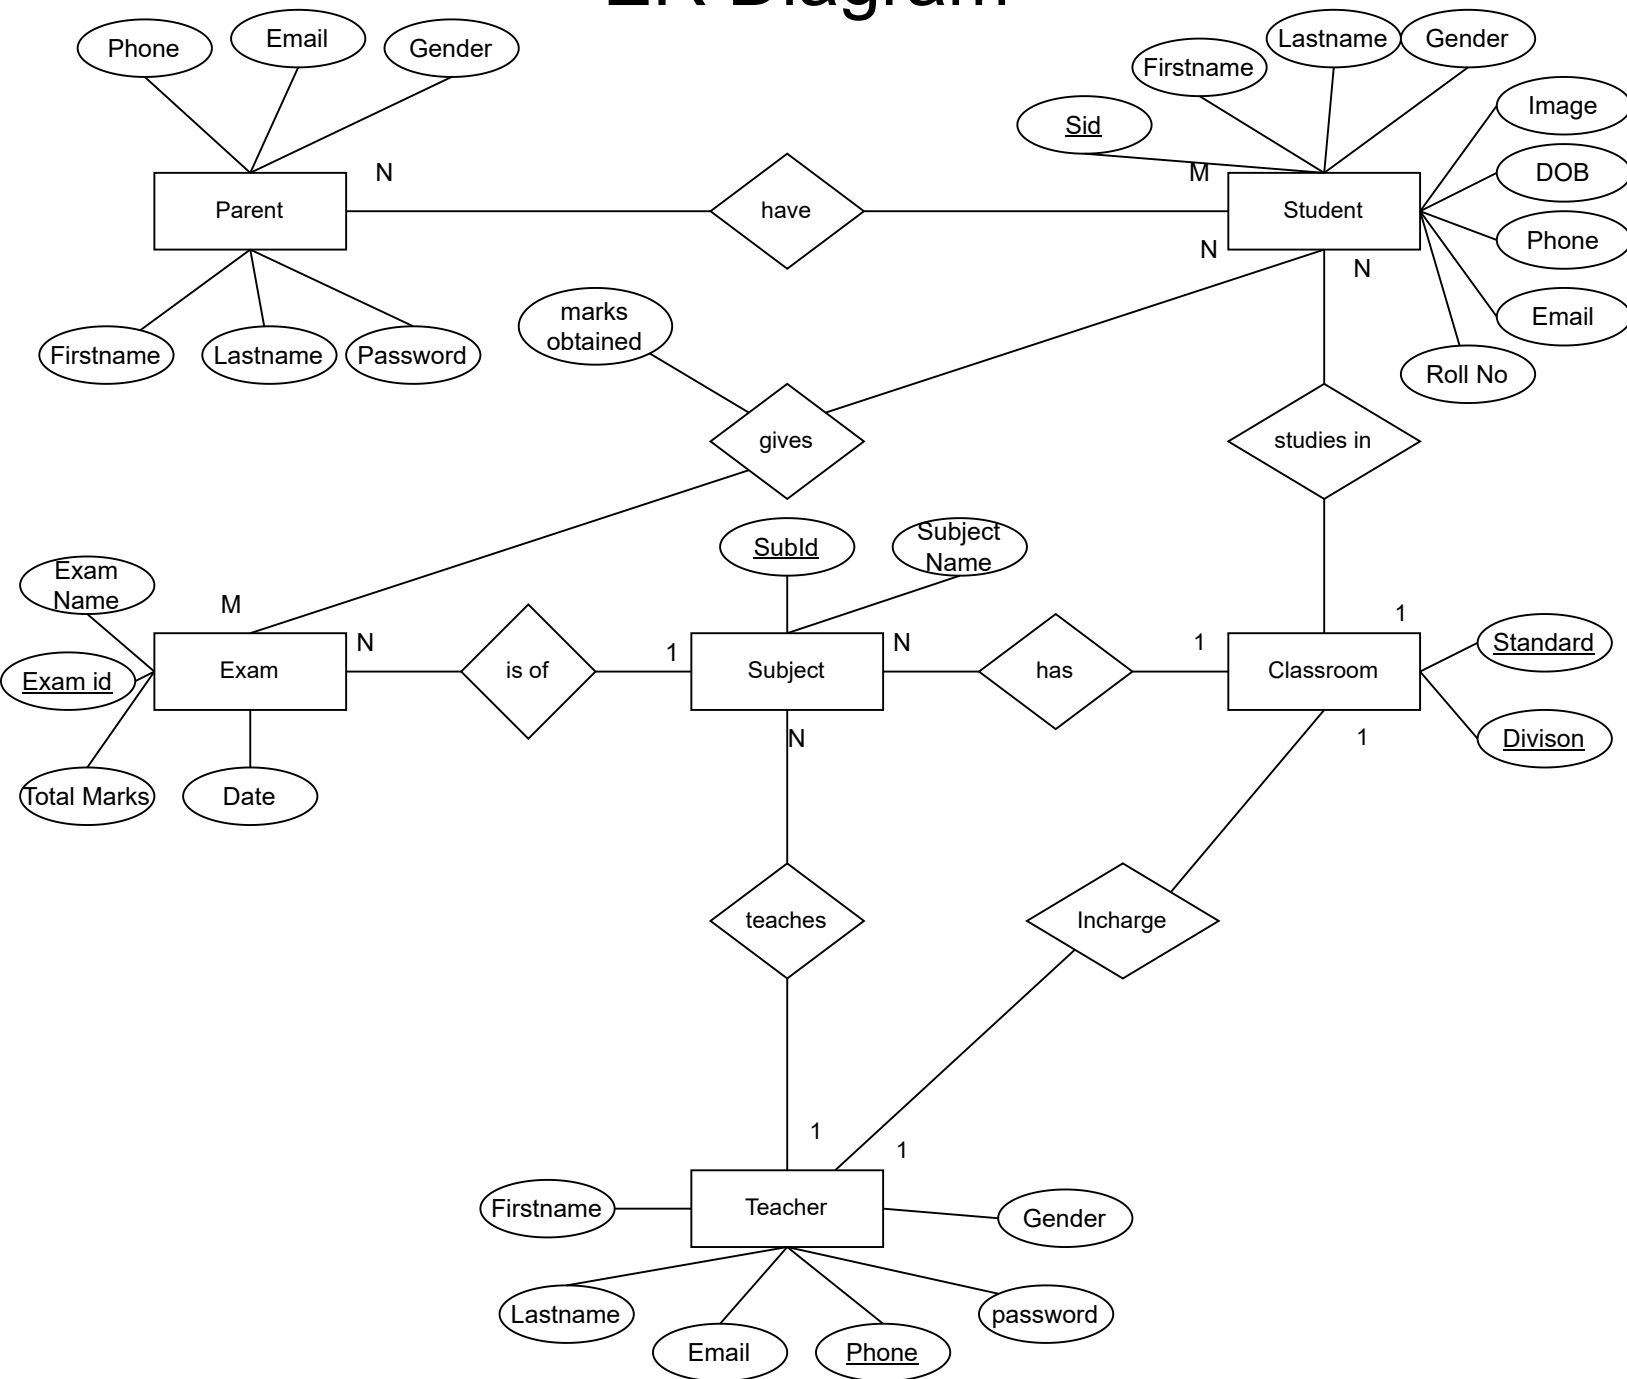 ER Diagram
Phone
Email
Gender
Firstname
Lastname
Gender
Sid
Image
DOB
Phone
Email
Roll No
N
M
Parent
have
Student
N
N
Firstname
Lastname
Password
marks
obtained
gives
studies in
SubId
Subject
Name
Exam
Name
M
1
Exam id
Exam
N
is of
1
Subject
N
has
1
Classroom
Standard
Divison
N
1
Total Marks
Date
teaches
Incharge
1
1
Firstname
Teacher
Gender
Lastname
Email
Phone
password